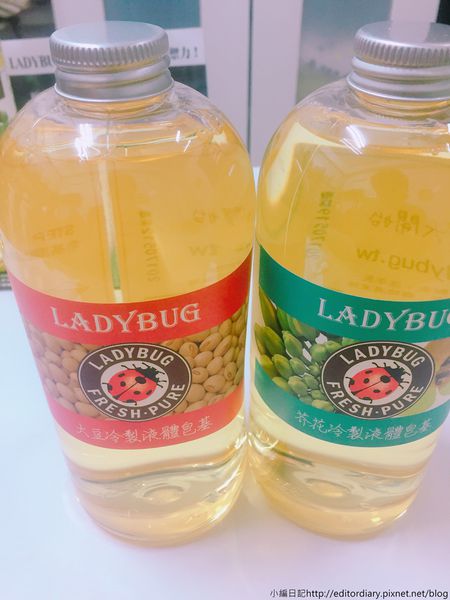 LADYBUG
LADYBUG
LADYBUG
FRESH·PURE
大豆冷製液體皂基
LADYBUG
LADYBUG
FRESH·PURE
芥花冷製液體皂基
小編日記http://editordiary.pixnet.net/blog